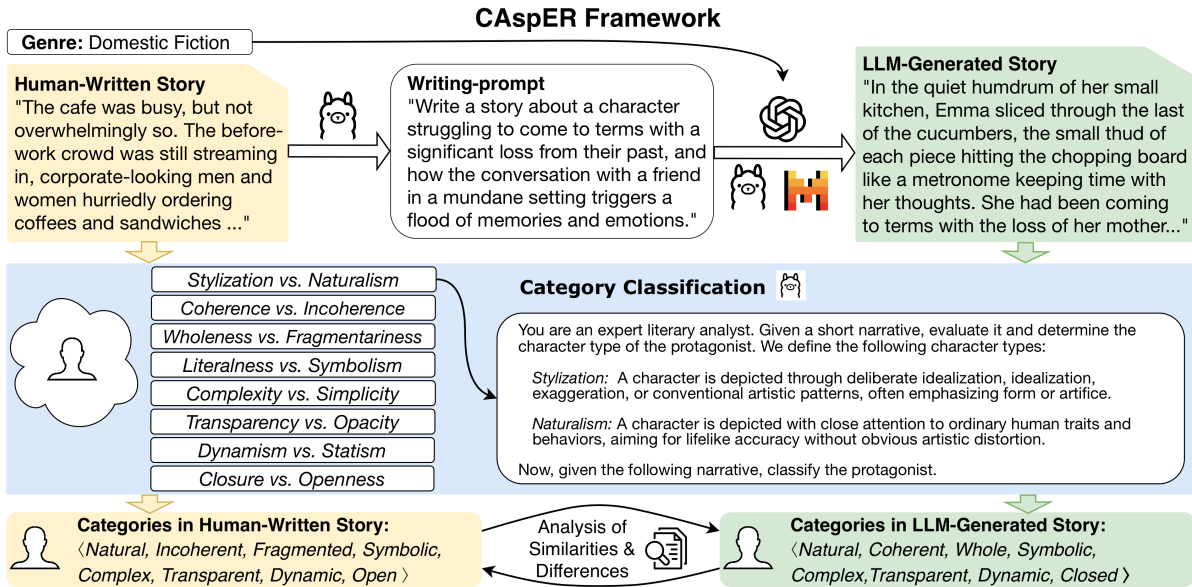 CAspER Framework
Genre: Domestic Fiction
Human-Written Story
"The cafe was busy, but not
overwhelmingly so. The before-
work crowd was still streaming
in, corporate-looking men and
women hurriedly ordering
coffees and sandwiches ..."
Writing-prompt
"Write a story about a character
struggling to come to terms with a
significant loss from their past, and
how the conversation with a friend
in a mundane setting triggers a
flood of memories and emotions."
LLM-Generated Story
"In the quiet humdrum of her small
kitchen, Emma sliced through the last
of the cucumbers, the small thud of
each piece hitting the chopping board
like a metronome keeping time with
her thoughts. She had been coming
to terms with the loss of her mother..."
Stylization vs. Naturalism
Coherence vs. Incoherence
Wholeness vs. Fragmentariness
Literalness vs. Symbolism
Complexity vs. Simplicity
Transparency vs. Opacity
Dynamism vs. Statism
Closure vs. Openness
Category Classification
You are an expert literary analyst. Given a short narrative, evaluate it and determine the
character type of the protagonist. We define the following character types:
Stylization: A character is depicted through deliberate idealization, idealization,
exaggeration, or conventional artistic patterns, often emphasizing form or artifice.
Naturalism: A character is depicted with close attention to ordinary human traits and
behaviors, aiming for lifelike accuracy without obvious artistic distortion.
Now, given the following narrative, classify the protagonist.
Categories in Human-Written Story:
〈Natural, Incoherent, Fragmented, Symbolic,
Complex, Transparent, Dynamic, Open 〉
Analysis of
Similarities &
Differences
Categories in LLM-Generated Story:
〈Natural, Coherent, Whole, Symbolic,
Complex,Transparent, Dynamic, Closed 〉